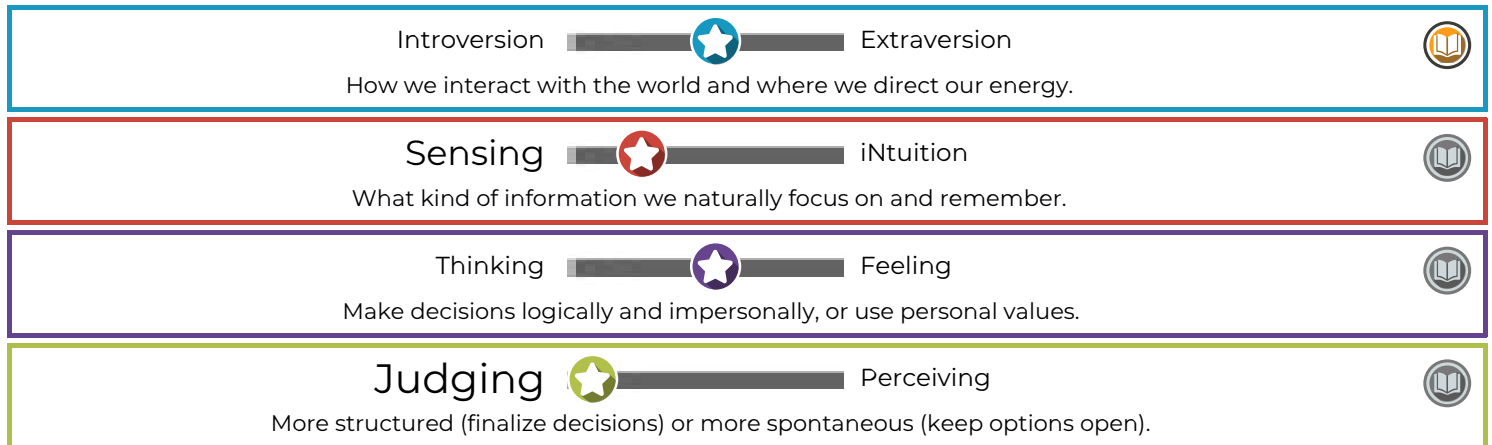 Introversion Extraversion
How we interact with the world and where we direct our energy.
Sensing iNtuition
What kind of information we naturally focus on and remember.
Thinking Feeling
Make decisions logically and impersonally, or use personal values.
Judging Perceiving
More structured (finalize decisions) or more spontaneous (keep options open).